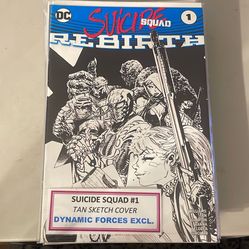 DC
SUICIDE SQUAD
1
REBIRTH
SUICIDE SQUAD #1
TAN SKETCH COVER
DYNAMIC FORCES EXCL.